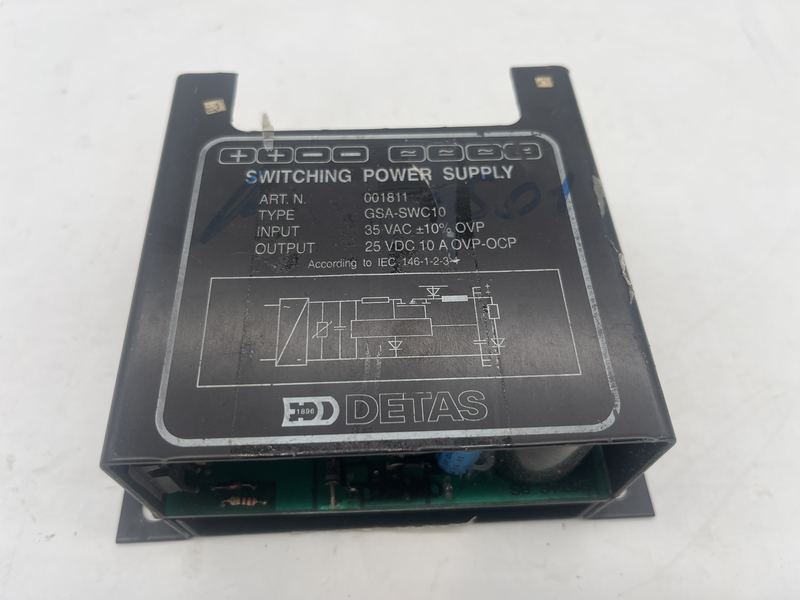 + + − − ≂ ≂ ≂
SWITCHING POWER SUPPLY
ART. N. 001811
TYPE GSA-SWC10
INPUT 35 VAC ±10% OVP
OUTPUT 25 VDC 10 A OVP-OCP
According to IEC 146-1-2-3
1896 DETAS